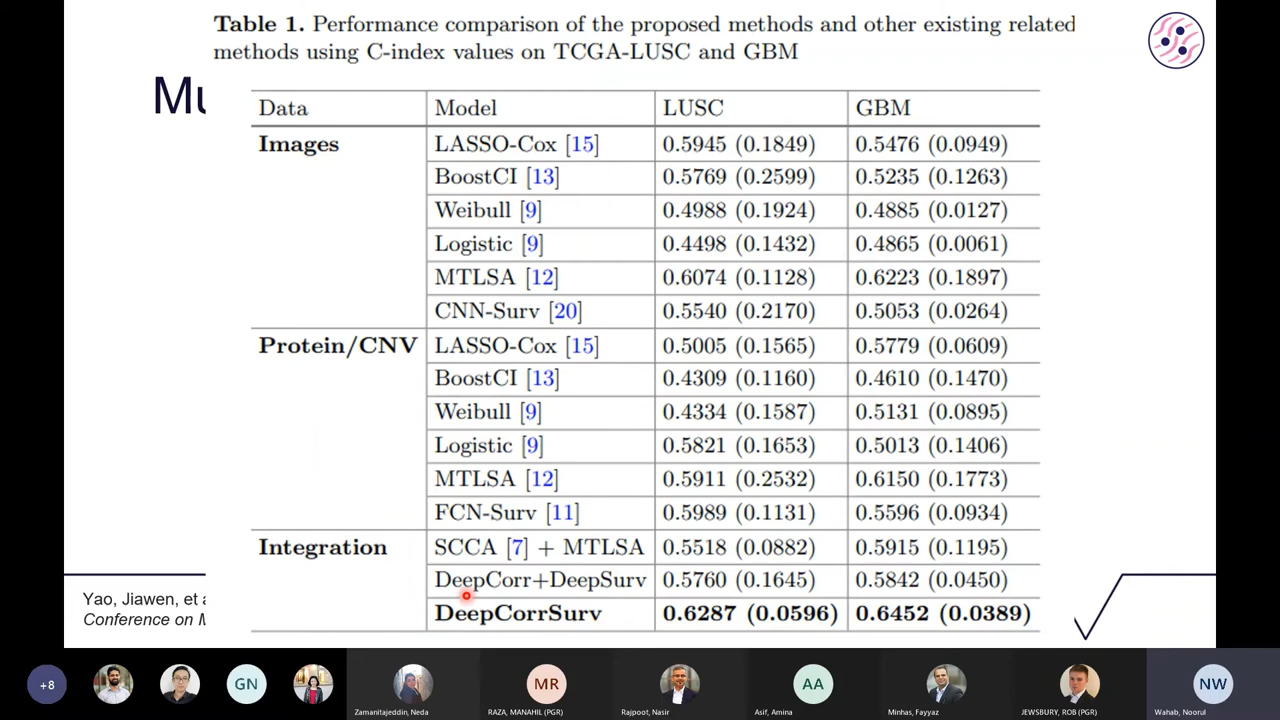 Table 1. Performance comparison of the proposed methods and other existing related
methods using C-index values on TCGA-LUSC and GBM
Mu
Data Model LUSC GBM
Images LASSO-Cox [15] 0.5945 (0.1849) 0.5476 (0.0949)
BoostCI [13] 0.5769 (0.2599) 0.5235 (0.1263)
Weibull [9] 0.4988 (0.1924) 0.4885 (0.0127)
Logistic [9] 0.4498 (0.1432) 0.4865 (0.0061)
MTLSA [12] 0.6074 (0.1128) 0.6223 (0.1897)
CNN-Surv [20] 0.5540 (0.2170) 0.5053 (0.0264)
Protein/CNV LASSO-Cox [15] 0.5005 (0.1565) 0.5779 (0.0609)
BoostCI [13] 0.4309 (0.1160) 0.4610 (0.1470)
Weibull [9] 0.4334 (0.1587) 0.5131 (0.0895)
Logistic [9] 0.5821 (0.1653) 0.5013 (0.1406)
MTLSA [12] 0.5911 (0.2532) 0.6150 (0.1773)
FCN-Surv [11] 0.5989 (0.1131) 0.5596 (0.0934)
Integration SCCA [7] + MTLSA 0.5518 (0.0882) 0.5915 (0.1195)
DeepCorr+DeepSurv 0.5760 (0.1645) 0.5842 (0.0450)
DeepCorrSurv 0.6287 (0.0596) 0.6452 (0.0389)
Yao, Jiawen, et a
Conference on M
+8 GN MR AA NW
Zamanitajeddin, Neda RAZA, MANAHIL (PGR) Rajpoot, Nasir Asif, Amina Minhas, Fayyaz JEWSBURY, ROB (PGR) Wahab, Noorul